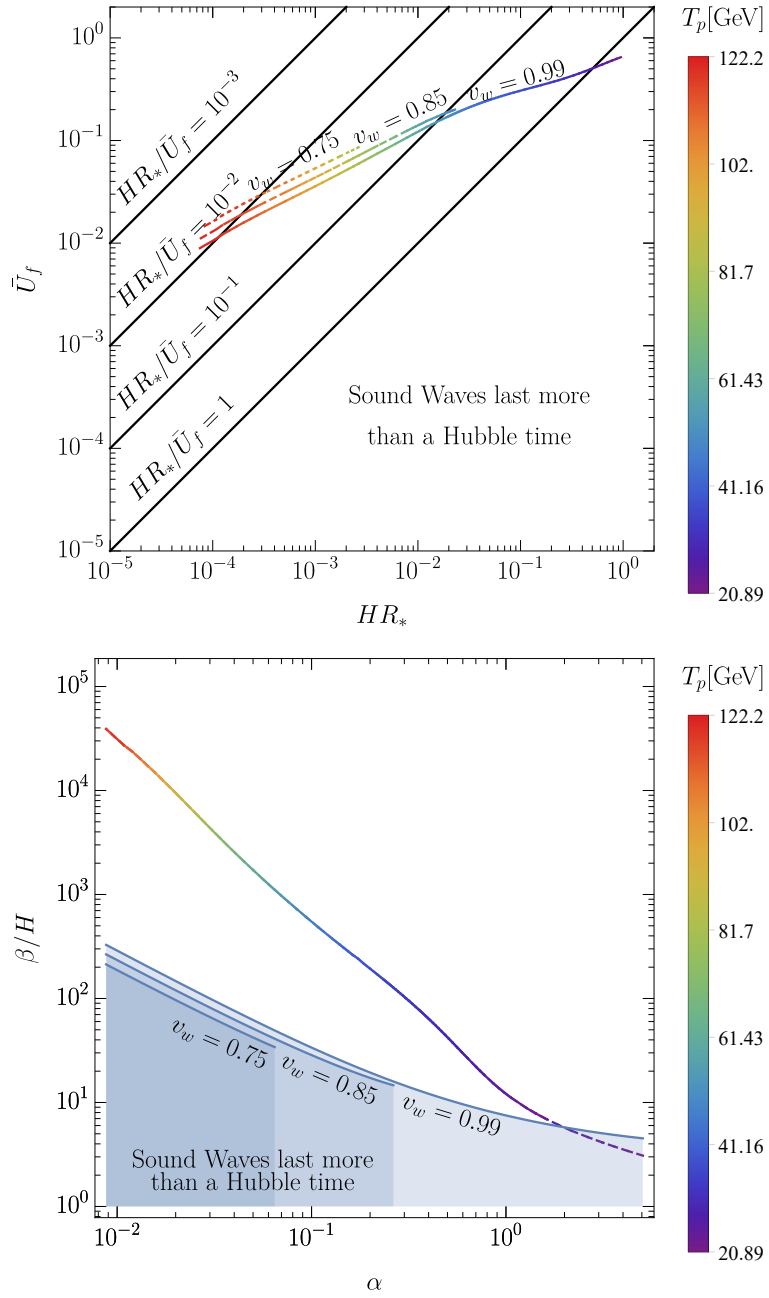 T_p[GeV]
10^0
10^{-1}
10^{-2}
10^{-3}
10^{-4}
10^{-5}
Ū_f
HR_*/Ū_f = 10^{-3}
HR_*/Ū_f = 10^{-2}
HR_*/Ū_f = 10^{-1}
HR_*/Ū_f = 1
v_w = 0.75
v_w = 0.85
v_w = 0.99
Sound Waves last more
than a Hubble time
10^{-5} 10^{-4} 10^{-3} 10^{-2} 10^{-1} 10^0
HR_*
122.2
102.
81.7
61.43
41.16
20.89
T_p[GeV]
10^5
10^4
10^3
10^2
10^1
10^0
β/H
v_w = 0.75
v_w = 0.85
v_w = 0.99
Sound Waves last more
than a Hubble time
10^{-2} 10^{-1} 10^0
α
122.2
102.
81.7
61.43
41.16
20.89